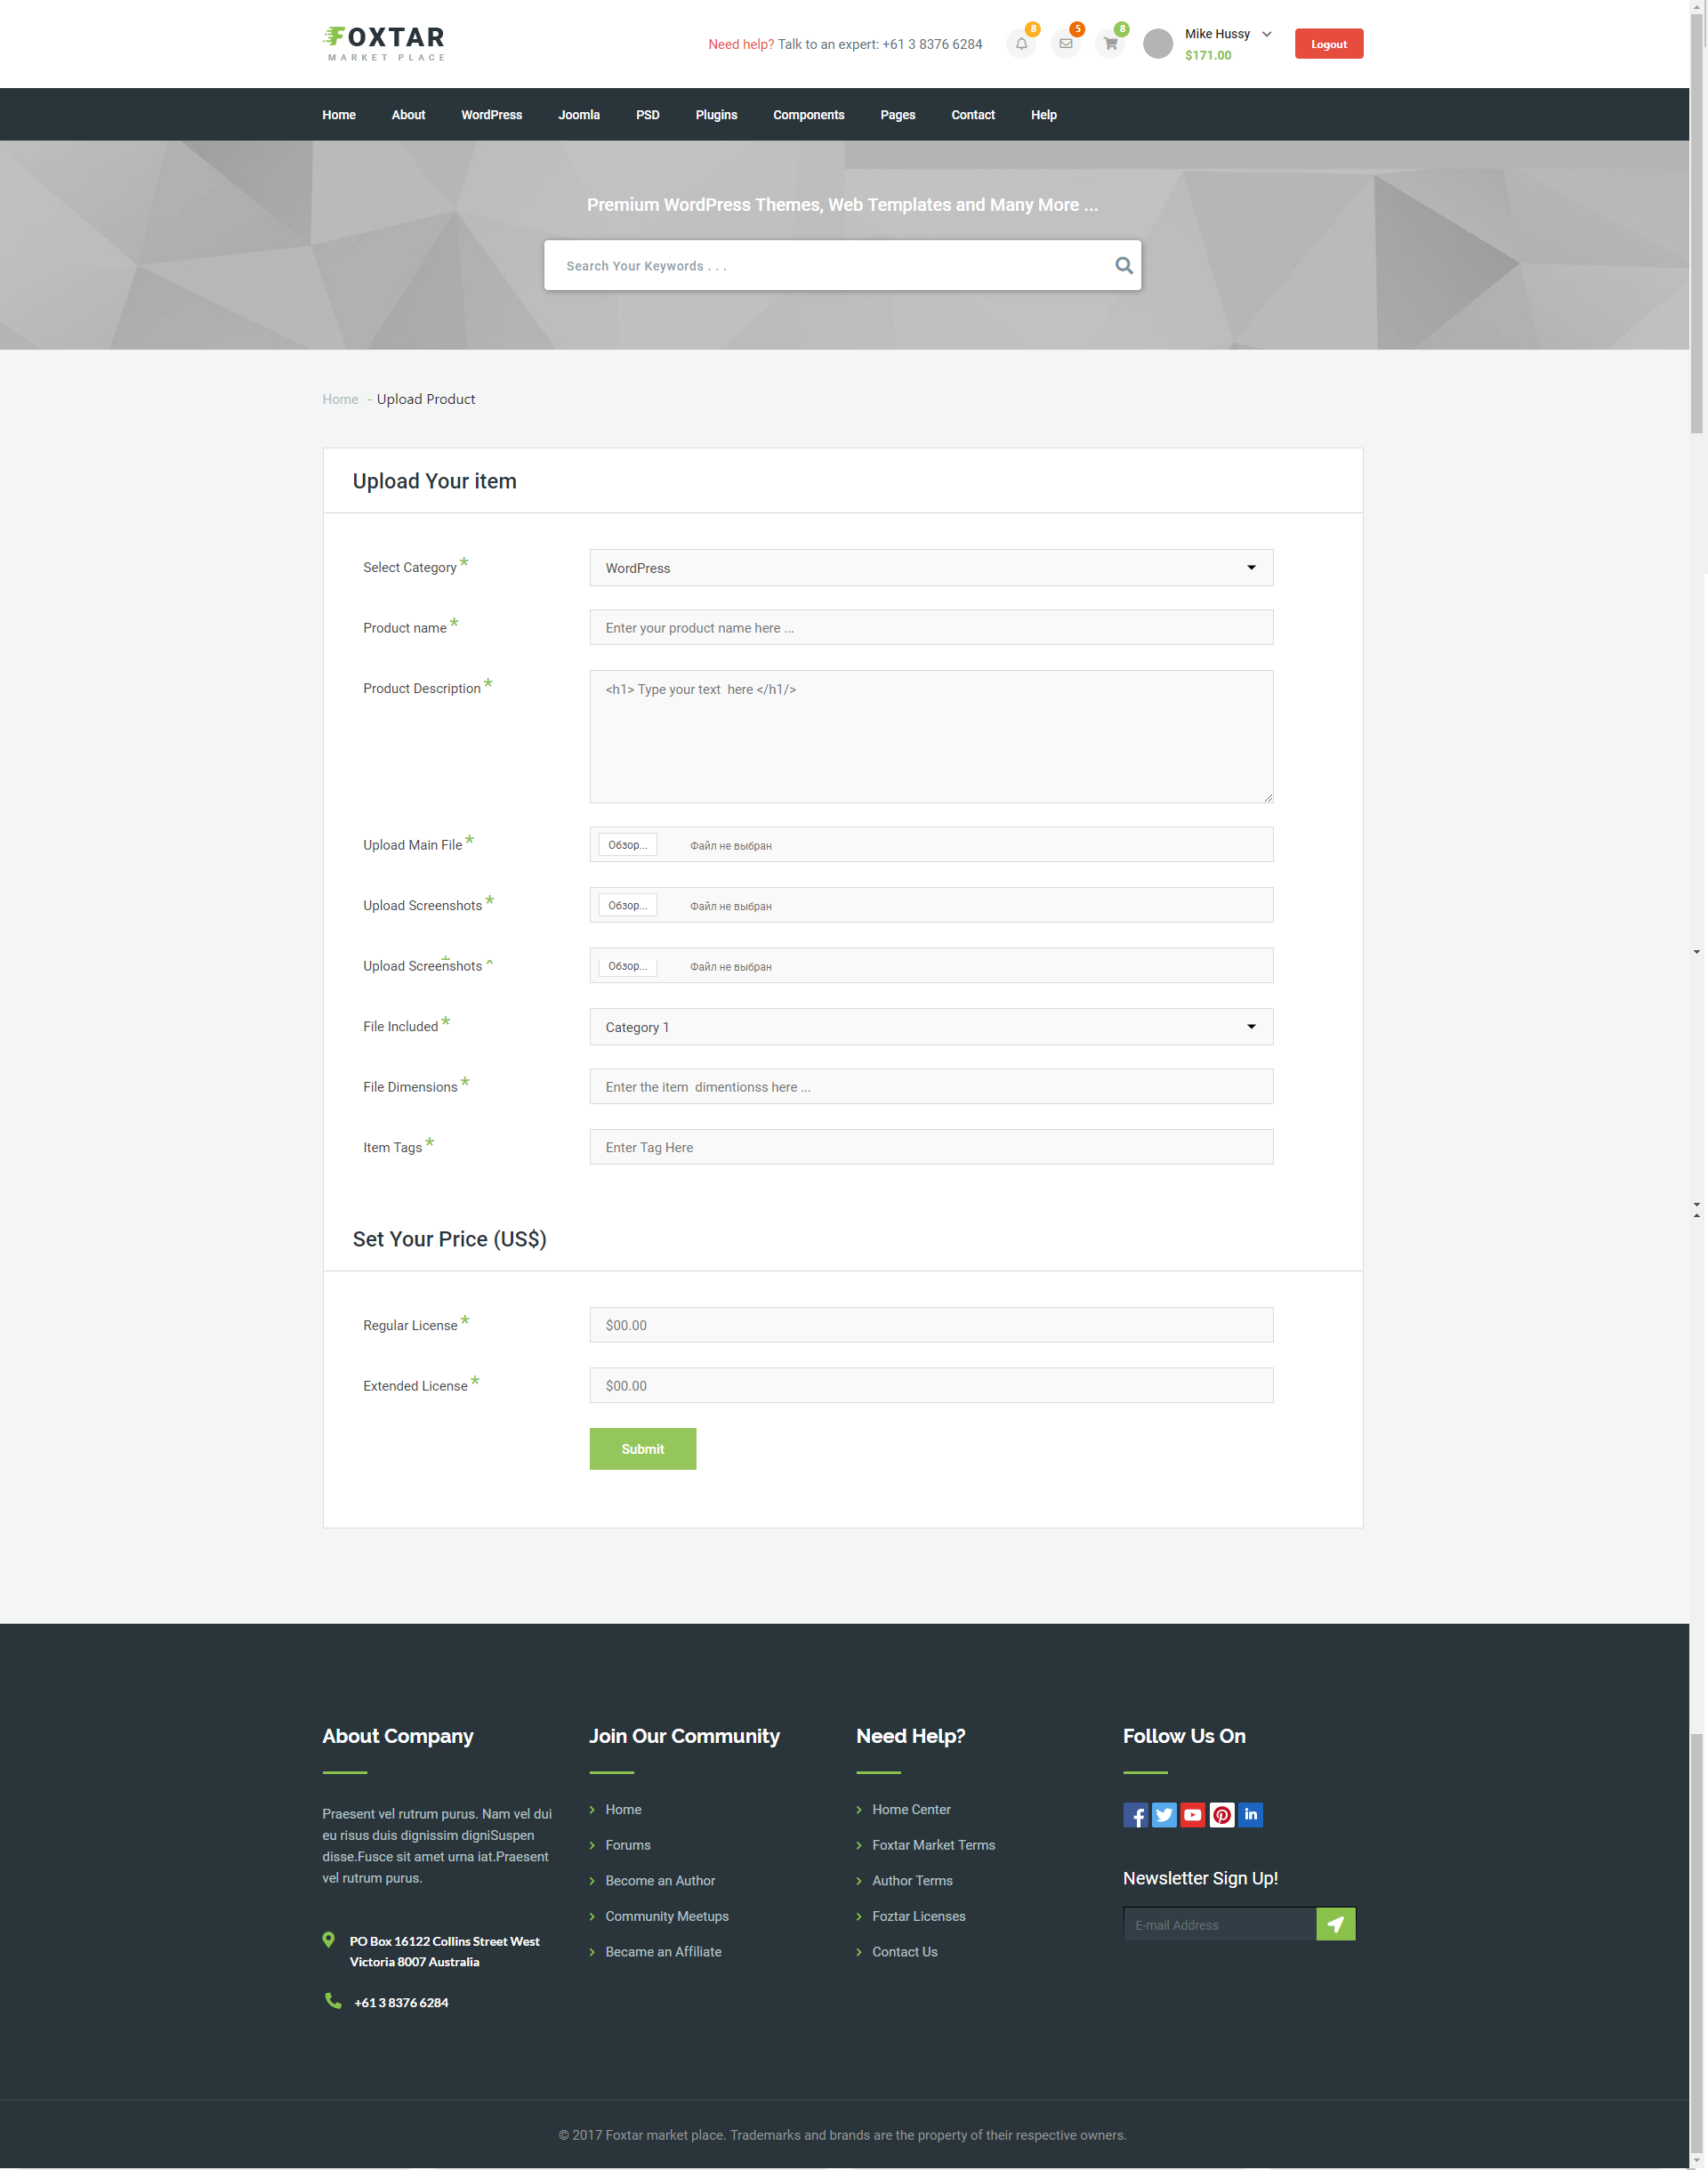 FOXTAR
MARKET PLACE
Need help? Talk to an expert: +61 3 8376 6284
8
5
8
Mike Hussy
$171.00
Logout
Home About WordPress Joomla PSD Plugins Components Pages Contact Help
Premium WordPress Themes, Web Templates and Many More ...
Search Your Keywords . . .
Home - Upload Product
Upload Your item
Select Category *
WordPress
Product name *
Enter your product name here ...
Product Description *
<h1> Type your text  here </h1/>
Upload Main File *
Обзор... Файл не выбран
Upload Screenshots *
Обзор... Файл не выбран
Upload Screenshots
Обзор... Файл не выбран
File Included *
Category 1
File Dimensions *
Enter the item  dimentionss here ...
Item Tags *
Enter Tag Here
Set Your Price (US$)
Regular License *
$00.00
Extended License *
$00.00
Submit
About Company
Praesent vel rutrum purus. Nam vel dui
eu risus duis dignissim digniSuspen
disse.Fusce sit amet urna iat.Praesent
vel rutrum purus.
PO Box 16122 Collins Street West
Victoria 8007 Australia
+61 3 8376 6284
Join Our Community
Home
Forums
Become an Author
Community Meetups
Became an Affiliate
Need Help?
Home Center
Foxtar Market Terms
Author Terms
Foztar Licenses
Contact Us
Follow Us On
Newsletter Sign Up!
E-mail Address
© 2017 Foxtar market place. Trademarks and brands are the property of their respective owners.